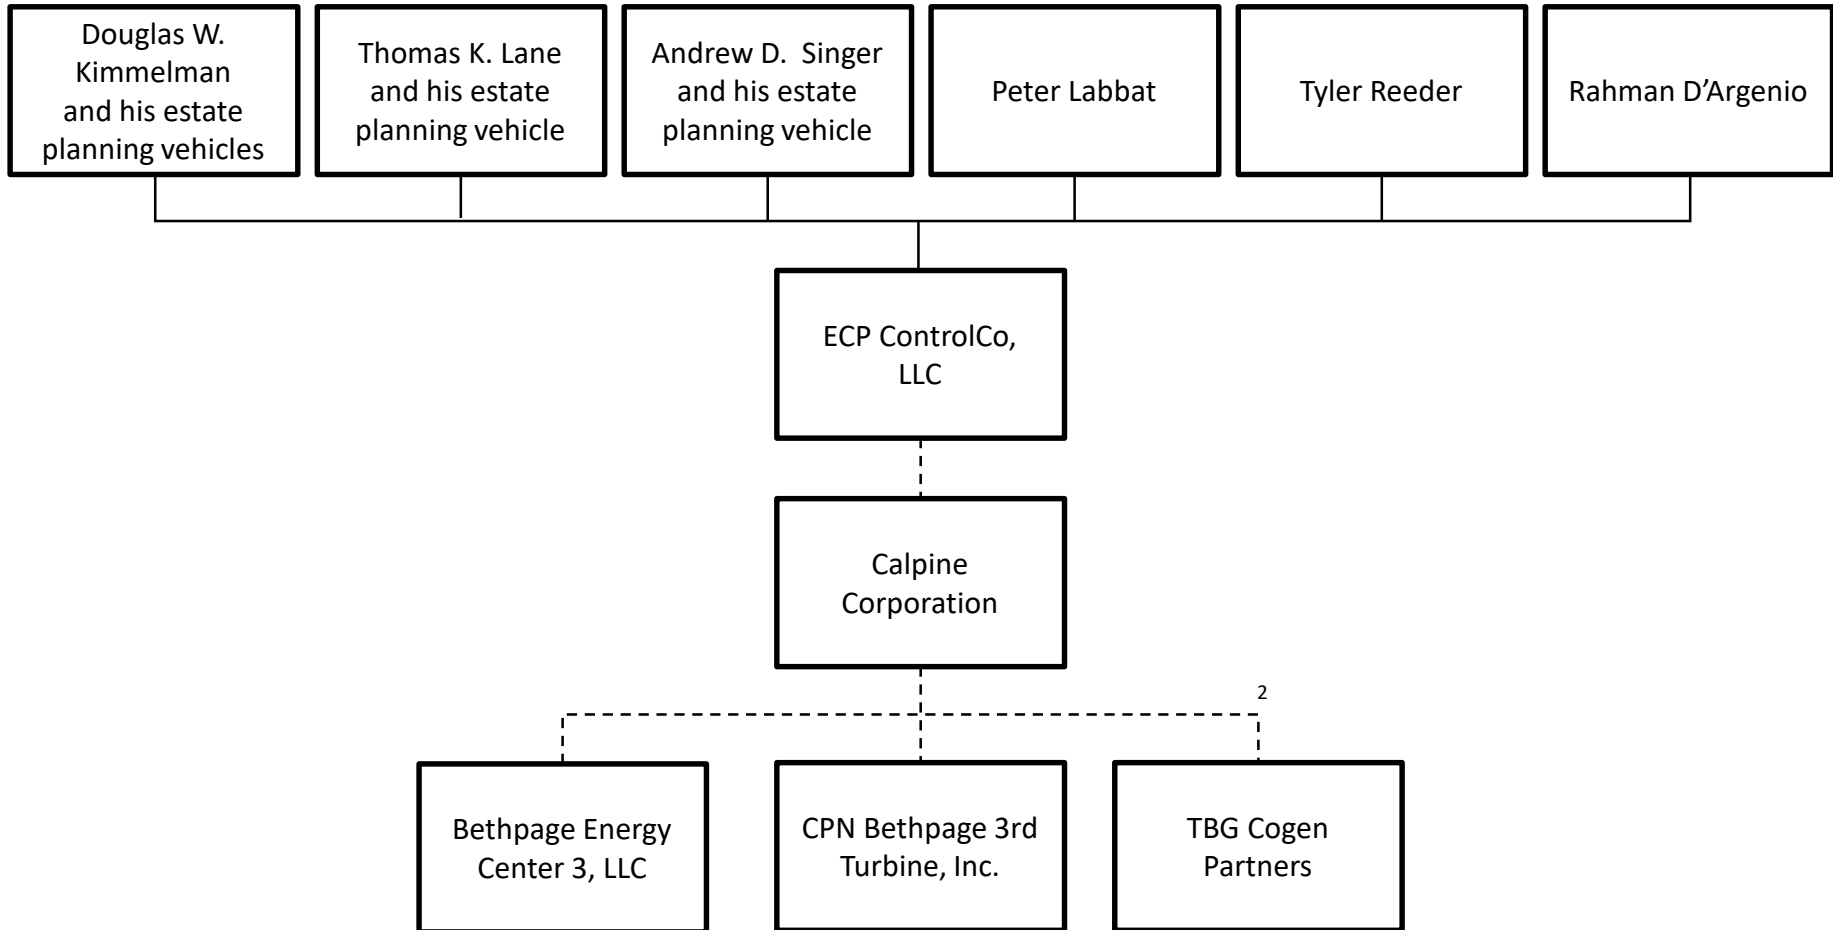 Douglas W.
Kimmelman
and his estate
planning vehicles
Thomas K. Lane
and his estate
planning vehicle
Andrew D.  Singer
and his estate
planning vehicle
Peter Labbat
Tyler Reeder
Rahman D’Argenio
ECP ControlCo,
LLC
Calpine
Corporation
2
Bethpage Energy
Center 3, LLC
CPN Bethpage 3rd
Turbine, Inc.
TBG Cogen
Partners